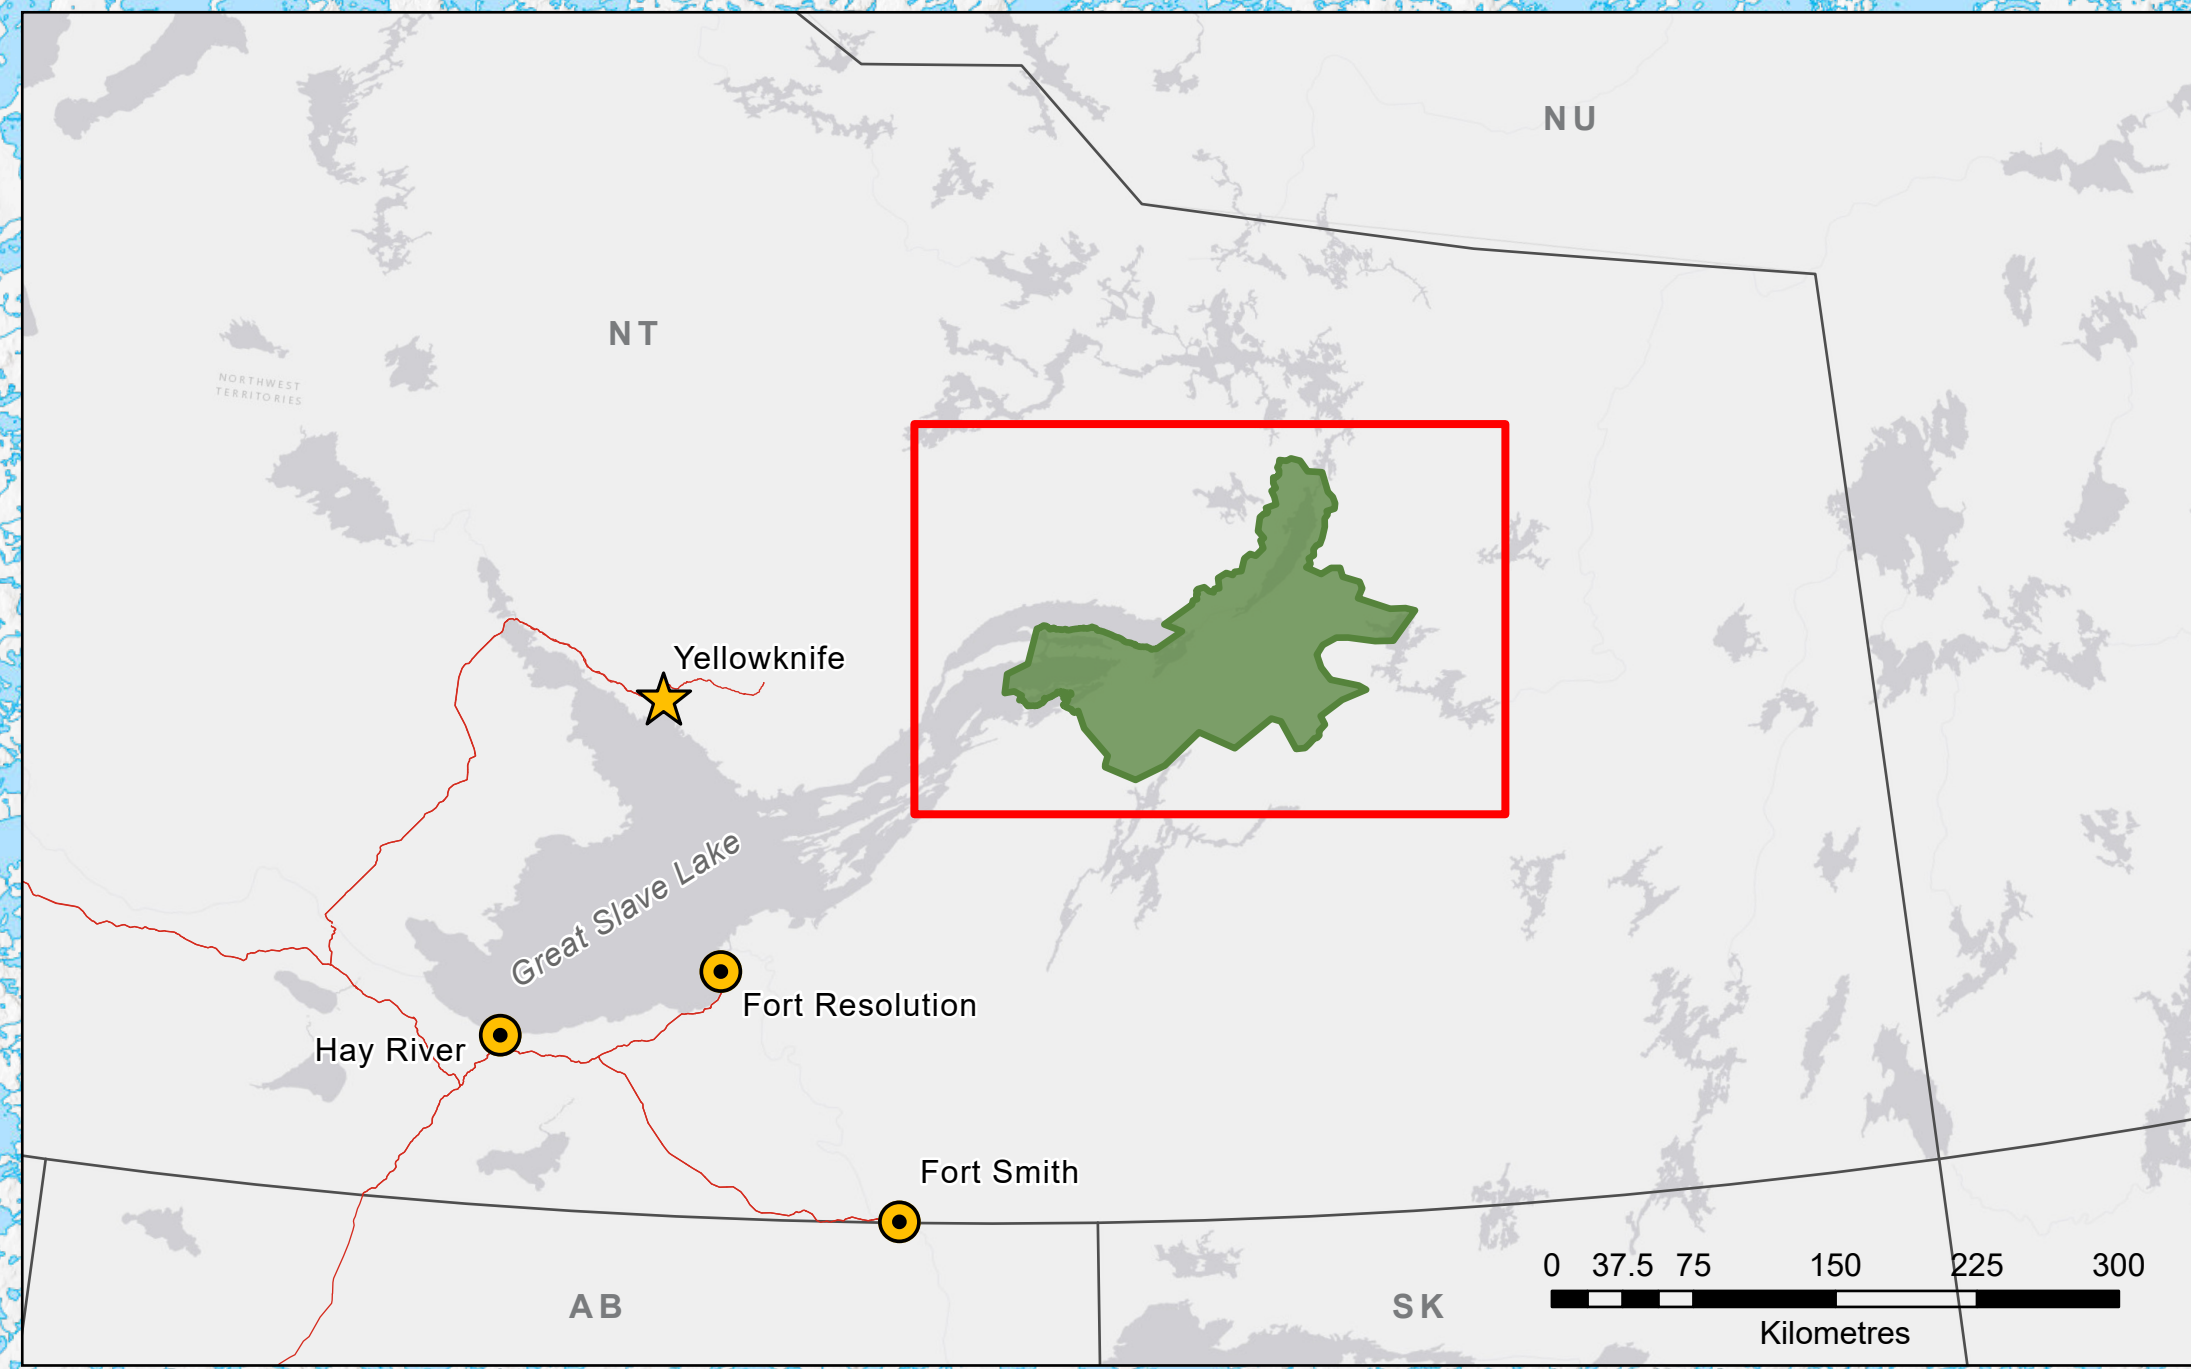 NU
NT
NORTHWEST
TERRITORIES
Yellowknife
Great Slave Lake
Fort Resolution
Hay River
Fort Smith
0 37.5 75 150 225 300
AB
SK
Kilometres